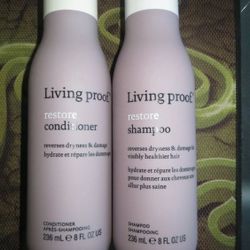 Living proof.
restore
conditioner
reverses dryness & damage
hydrate et répare les dommages
CONDITIONER
APRÈS-SHAMPOOING
236 mL e 8 FL OZ US
Living proof.
restore
shampoo
reverses dryness & damage for
visibly healthier hair
hydrate et répare les dommages
pour donner aux cheveux une
allure plus saine
SHAMPOO
SHAMPOOING
236 mL e 8 FL OZ US